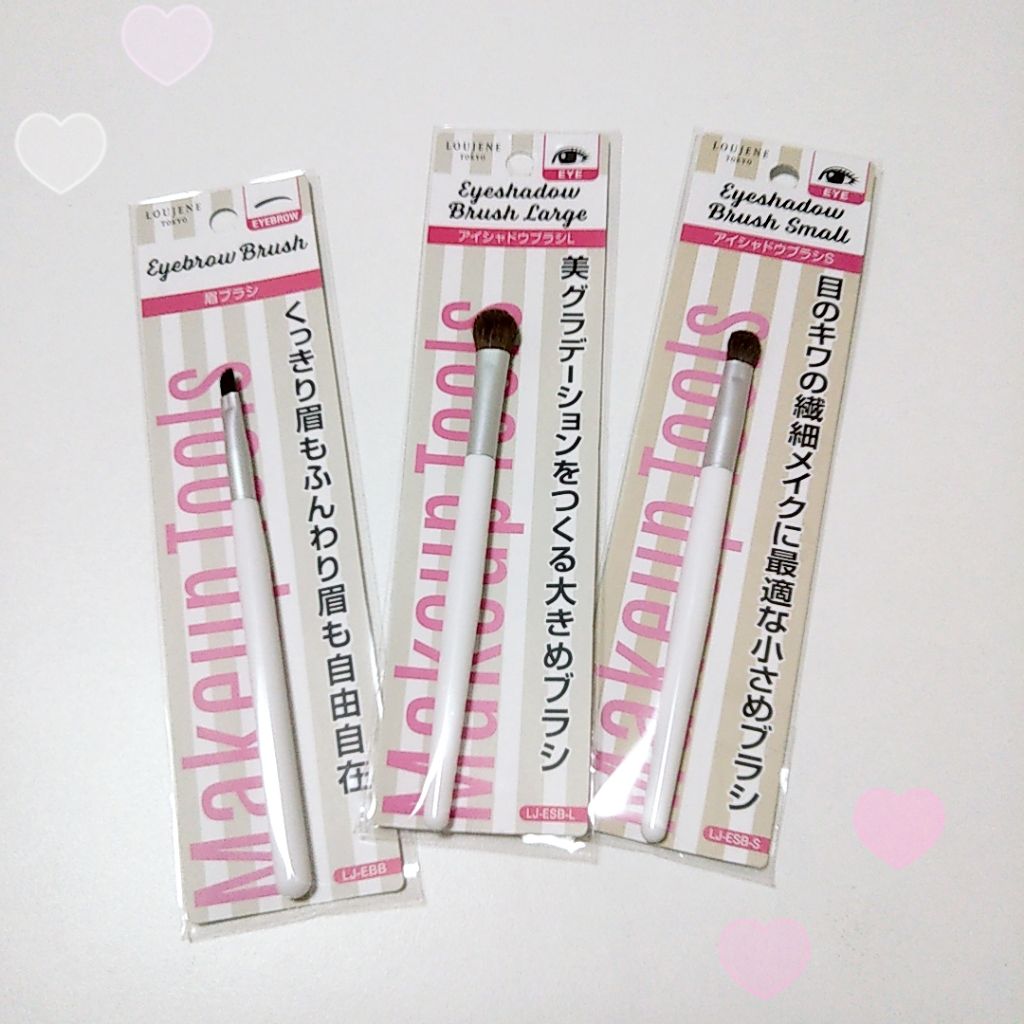 LOUJENE
TOKYO
EYEBROW
Eyebrow Brush
眉ブラシ
くっきり眉もふんわり眉も自由自在
Makeup Tools
LJ-EBB
LOUJENE
TOKYO
EYE
Eyeshadow
Brush Large
アイシャドウブラシL
美グラデーションをつくる大きめブラシ
Makeup Tools
Makeup Tools
LJ-ESB-L
LOUJENE
TOKYO
EYE
Eyeshadow
Brush Small
アイシャドウブラシS
目のキワの繊細メイクに最適な小さめブラシ
Makeup Tools
LJ-ESB-S